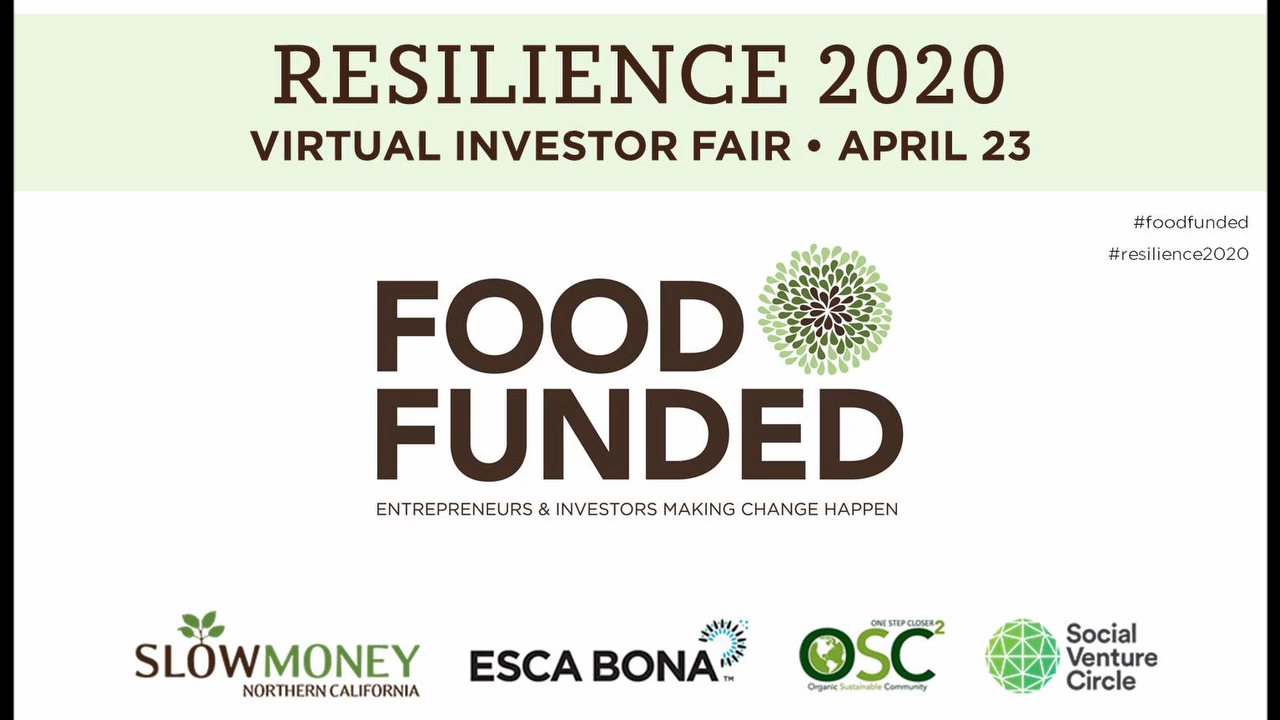 RESILIENCE 2020
VIRTUAL INVESTOR FAIR • APRIL 23
#foodfunded
#resilience2020
FOOD
FUNDED
ENTREPRENEURS & INVESTORS MAKING CHANGE HAPPEN
SLOWMONEY
NORTHERN CALIFORNIA
ESCA BONA™
ONE STEP CLOSER
OSC²
Organic Sustainable Community
Social
Venture
Circle